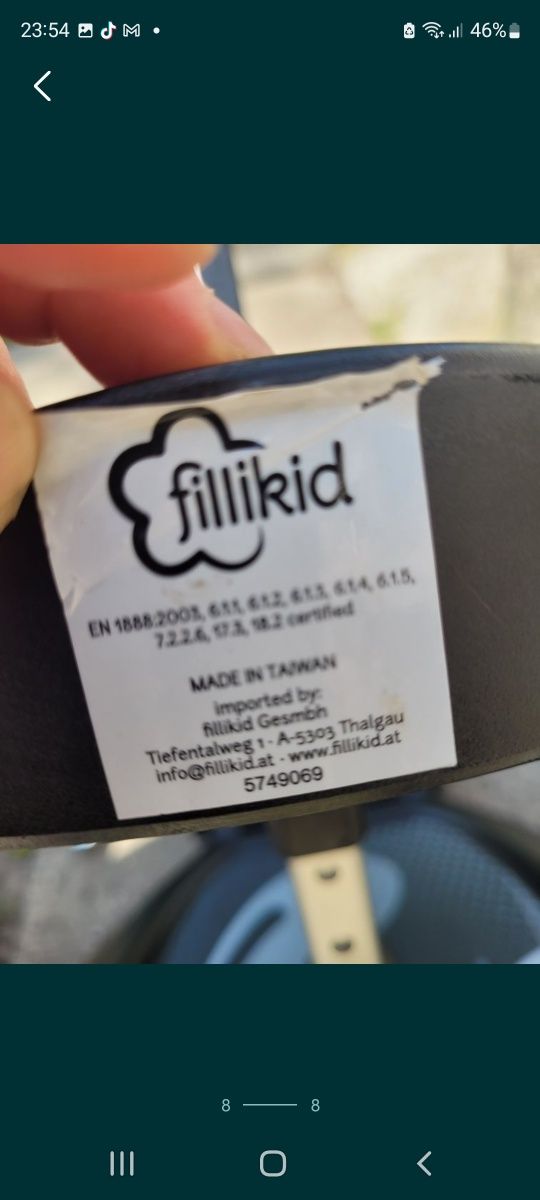 23:54
46%
fillikid
EN 1888:2003, 6.1.1, 6.1.2, 6.1.3, 6.1.4, 6.1.5,
7.2.2.6, 17.3, 18.2 certified
MADE IN TAIWAN
imported by:
fillikid Gesmbh
Tiefentalweg 1 - A-5303 Thalgau
info@fillikid.at - www.fillikid.at
5749069
8
8